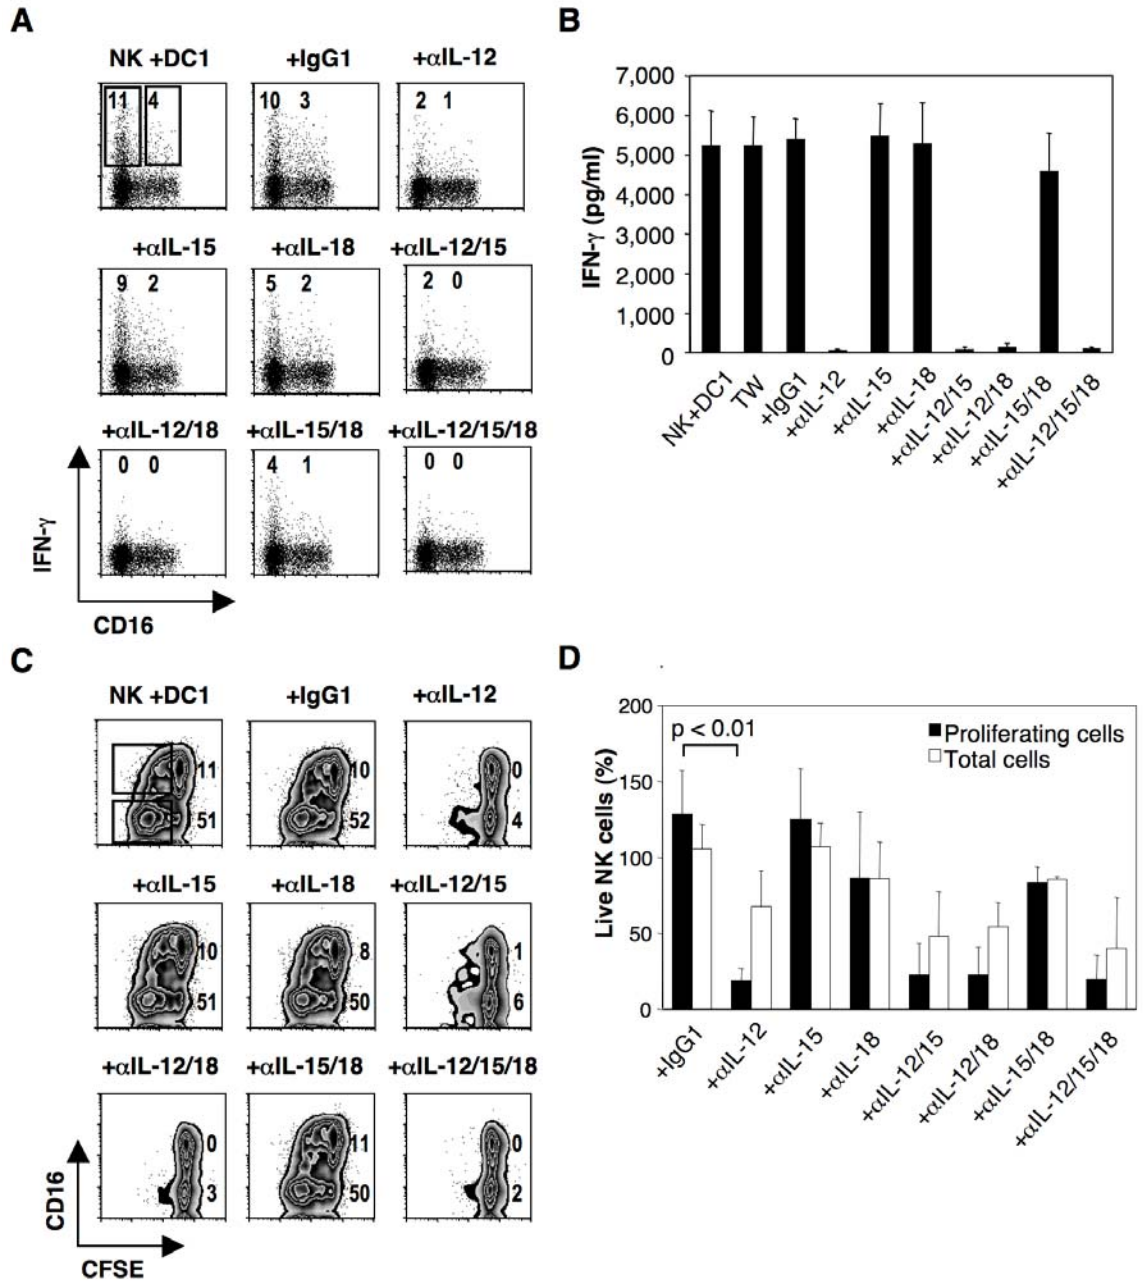 A
NK +DC1 +IgG1 +αIL-12
11 4 10 3 2 1
+αIL-15 +αIL-18 +αIL-12/15
9 2 5 2 2 0
+αIL-12/18 +αIL-15/18 +αIL-12/15/18
0 0 4 1 0 0
IFN-γ
CD16
B
7,000
6,000
5,000
4,000
3,000
2,000
1,000
0
IFN-γ (pg/ml)
NK+DC1
TW
+IgG1
+αIL-12
+αIL-15
+αIL-18
+αIL-12/15
+αIL-12/18
+αIL-15/18
+αIL-12/15/18
C
NK +DC1 +IgG1 +αIL-12
11 10 0
51 52 4
+αIL-15 +αIL-18 +αIL-12/15
10 8 1
51 50 6
+αIL-12/18 +αIL-15/18 +αIL-12/15/18
0 11 0
3 50 2
CD16
CFSE
D
200
150
100
50
0
Live NK cells (%)
p < 0.01
Proliferating cells
Total cells
+IgG1
+αIL-12
+αIL-15
+αIL-18
+αIL-12/15
+αIL-12/18
+αIL-15/18
+αIL-12/15/18